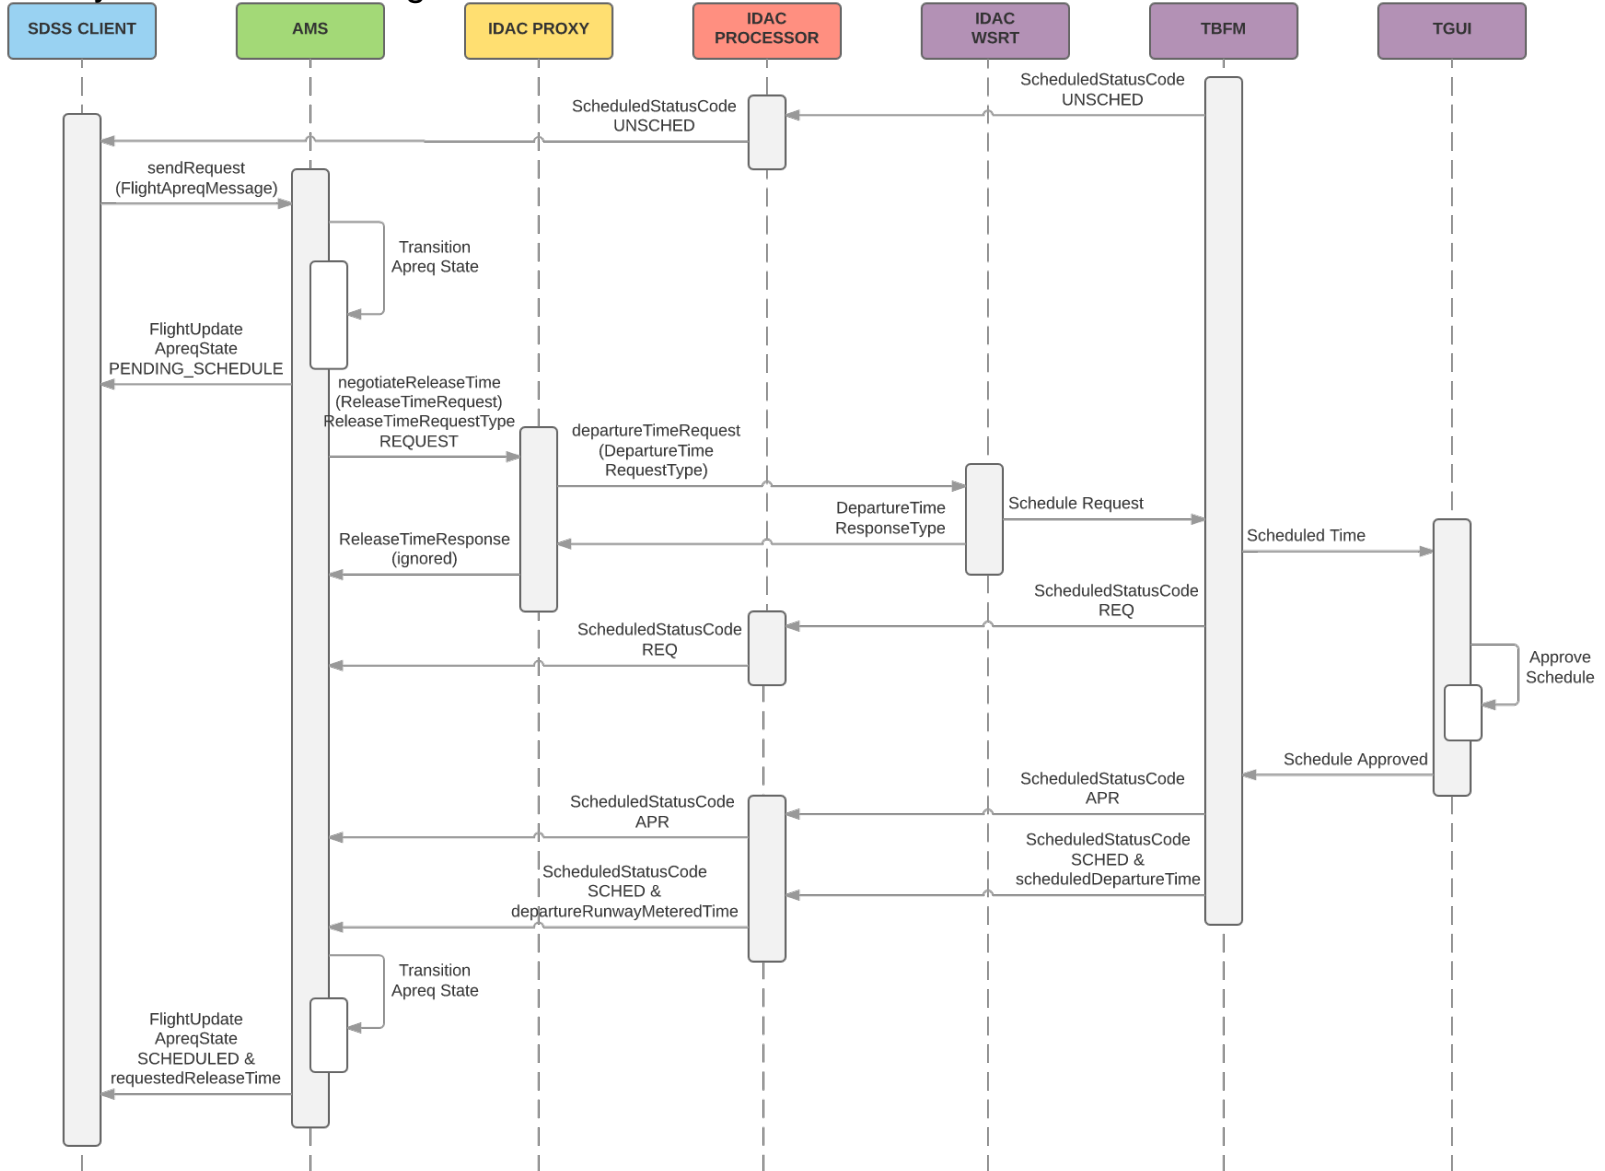 SDSS CLIENT
AMS
IDAC PROXY
IDAC
PROCESSOR
IDAC
WSRT
TBFM
TGUI
ScheduledStatusCode
UNSCHED
ScheduledStatusCode
UNSCHED
sendRequest
(FlightApreqMessage)
Transition
Apreq State
FlightUpdate
ApreqState
PENDING_SCHEDULE
negotiateReleaseTime
(ReleaseTimeRequest)
ReleaseTimeRequestType
REQUEST
departureTimeRequest
(DepartureTime
RequestType)
Schedule Request
DepartureTime
ResponseType
Scheduled Time
ReleaseTimeResponse
(ignored)
ScheduledStatusCode
REQ
ScheduledStatusCode
REQ
Approve
Schedule
Schedule Approved
ScheduledStatusCode
APR
ScheduledStatusCode
APR
ScheduledStatusCode
SCHED &
scheduledDepartureTime
ScheduledStatusCode
SCHED &
departureRunwayMeteredTime
Transition
Apreq State
FlightUpdate
ApreqState
SCHEDULED &
requestedReleaseTime